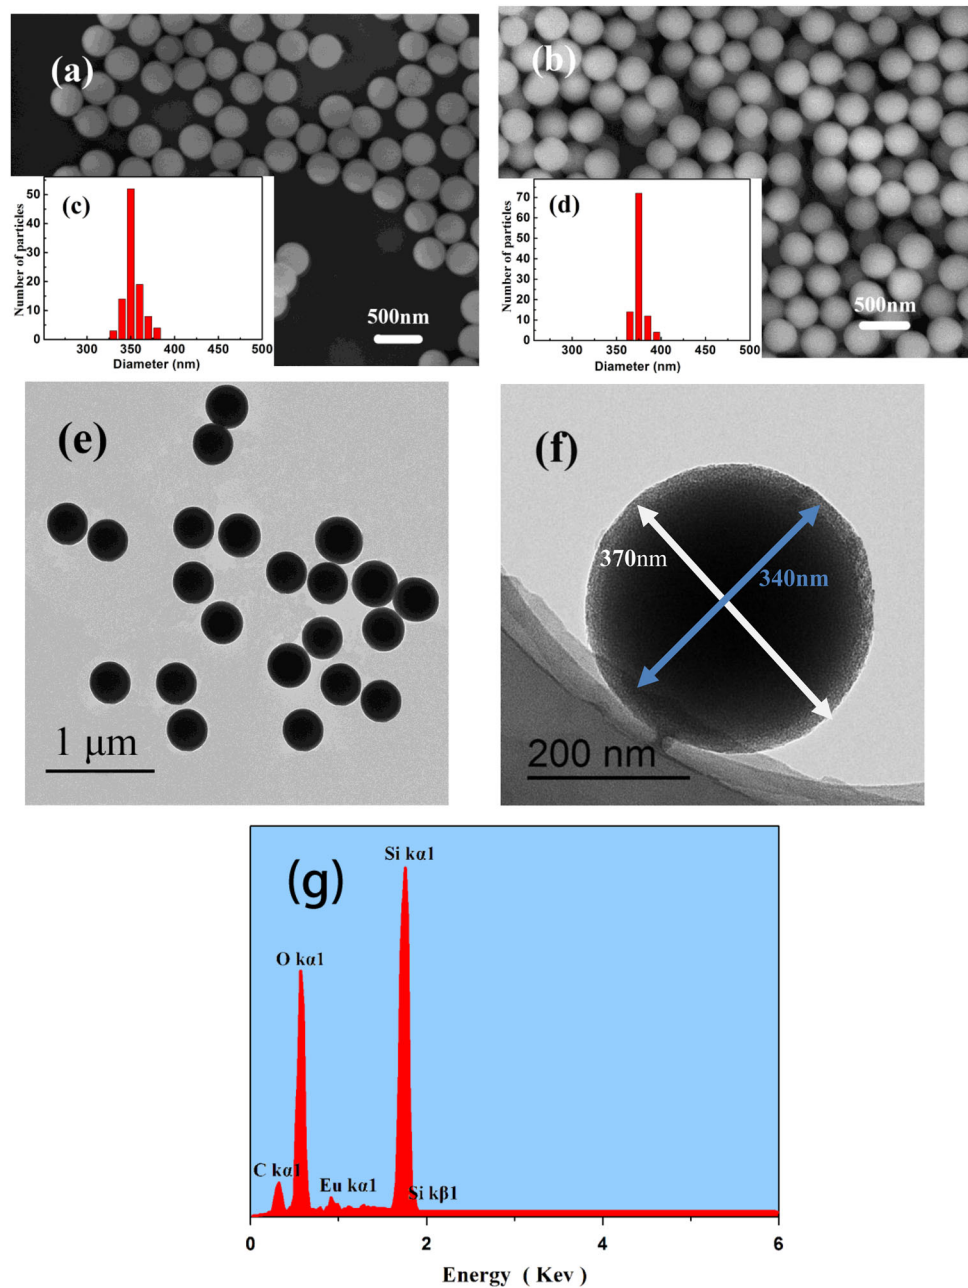 (a)
(b)
50
40
30
20
10
0
Number of particles
(c)
300
350
400
450
500
Diameter (nm)
500nm
70
60
50
40
30
20
10
0
Number of particles
(d)
300
350
400
450
500
Diameter (nm)
500nm
(e)
1 μm
(f)
370nm
340nm
200 nm
(g)
Si kα1
O kα1
C kα1
Eu kα1
Si kβ1
0
2
4
6
Energy ( Kev )